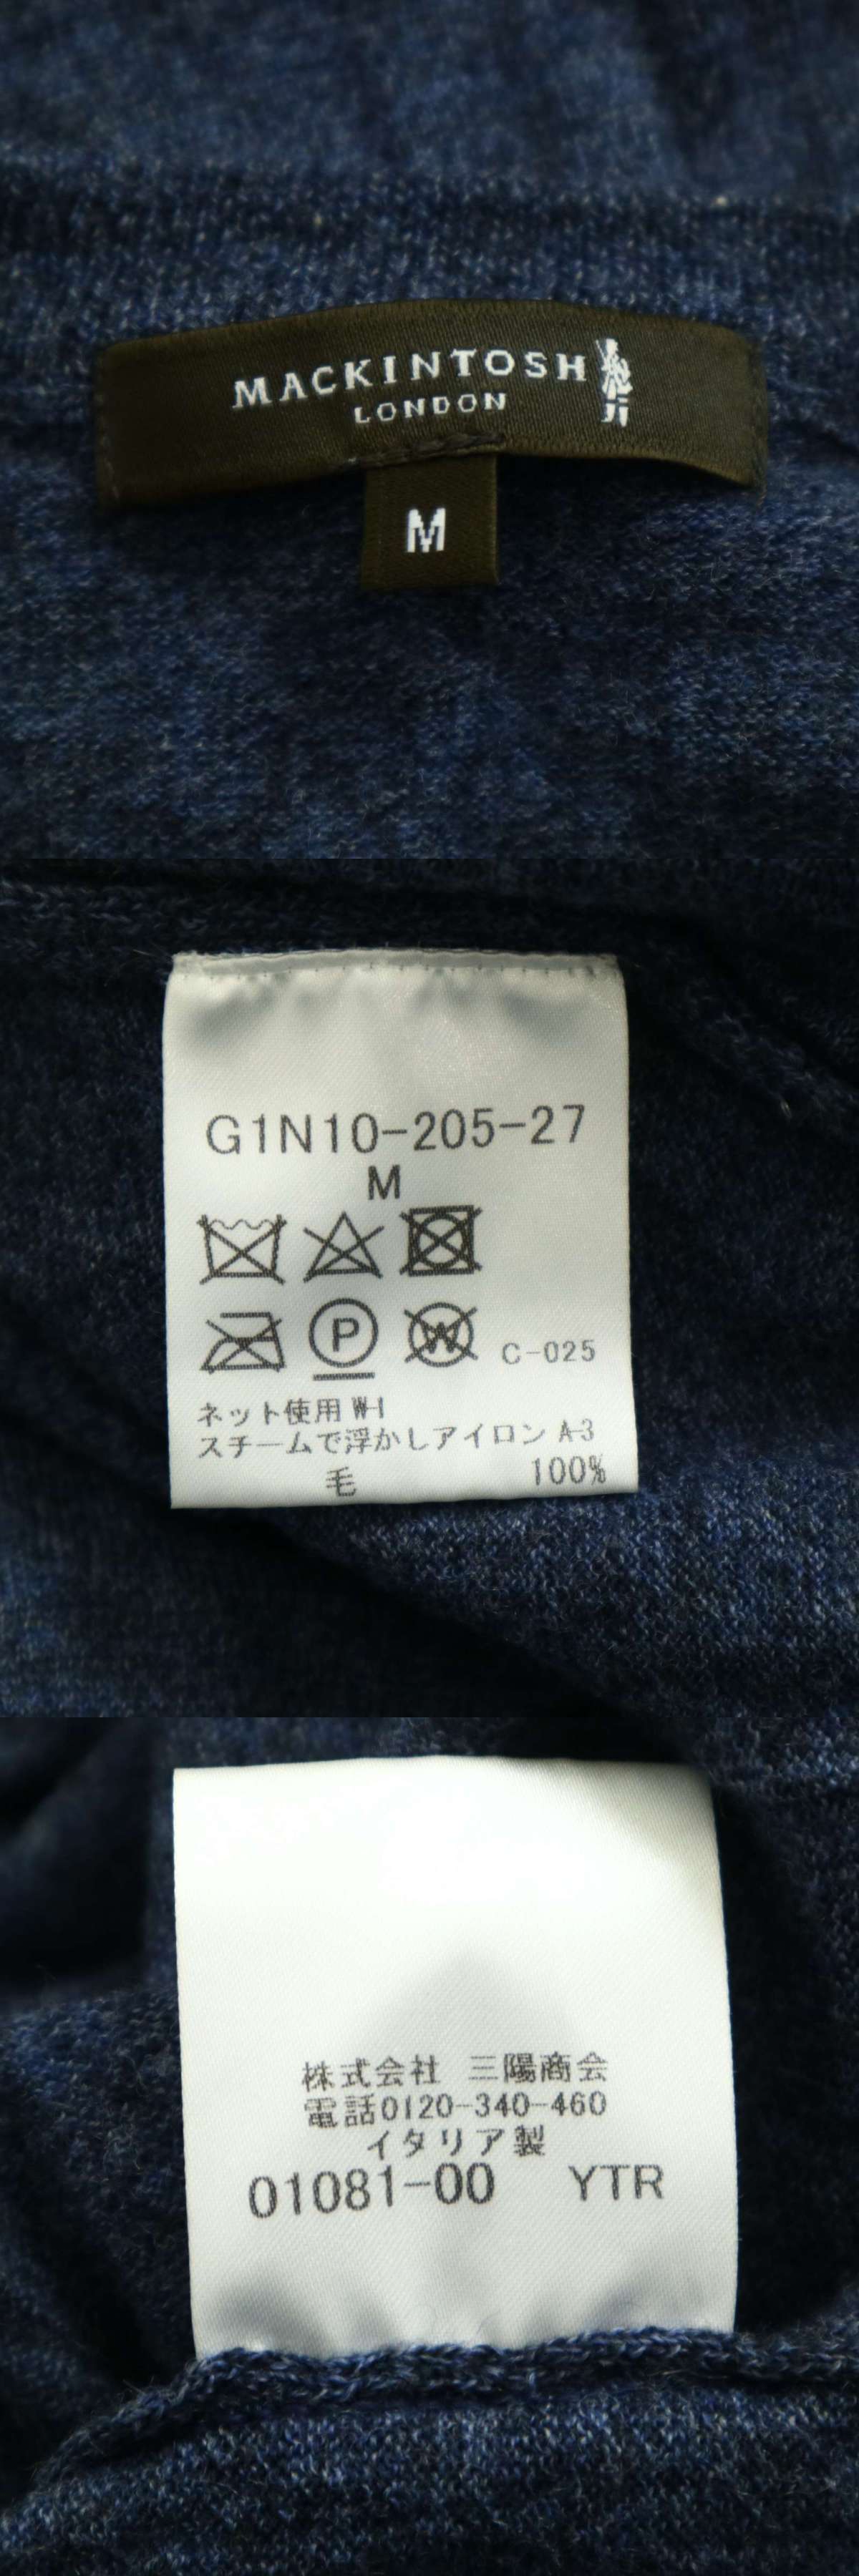 MACKINTOSH
LONDON
M
G1N10-205-27
M
P
W
C-025
ネット使用 W-1
スチームで浮かしアイロン A-3
毛 100%
株式会社 三陽商会
電話0120-340-460
イタリア製
01081-00 YTR